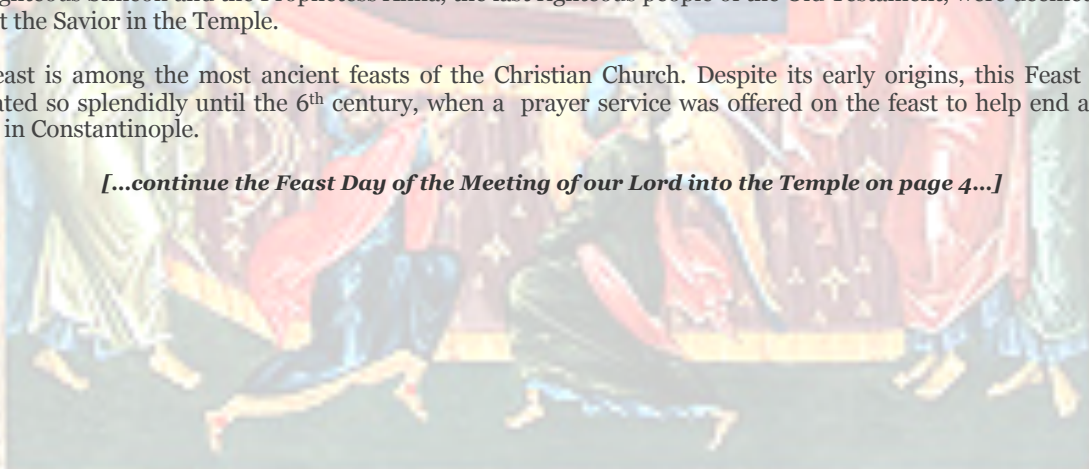 Simeon and the Prophetess Anna, the last righteous people of the Old Testament, were deemed
the Savior in the Temple.
is among the most ancient feasts of the Christian Church. Despite its early origins, this Feast
so splendidly until the 6th century, when a prayer service was offered on the feast to help end a
in Constantinople.
[...continue the Feast Day of the Meeting of our Lord into the Temple on page 4...]